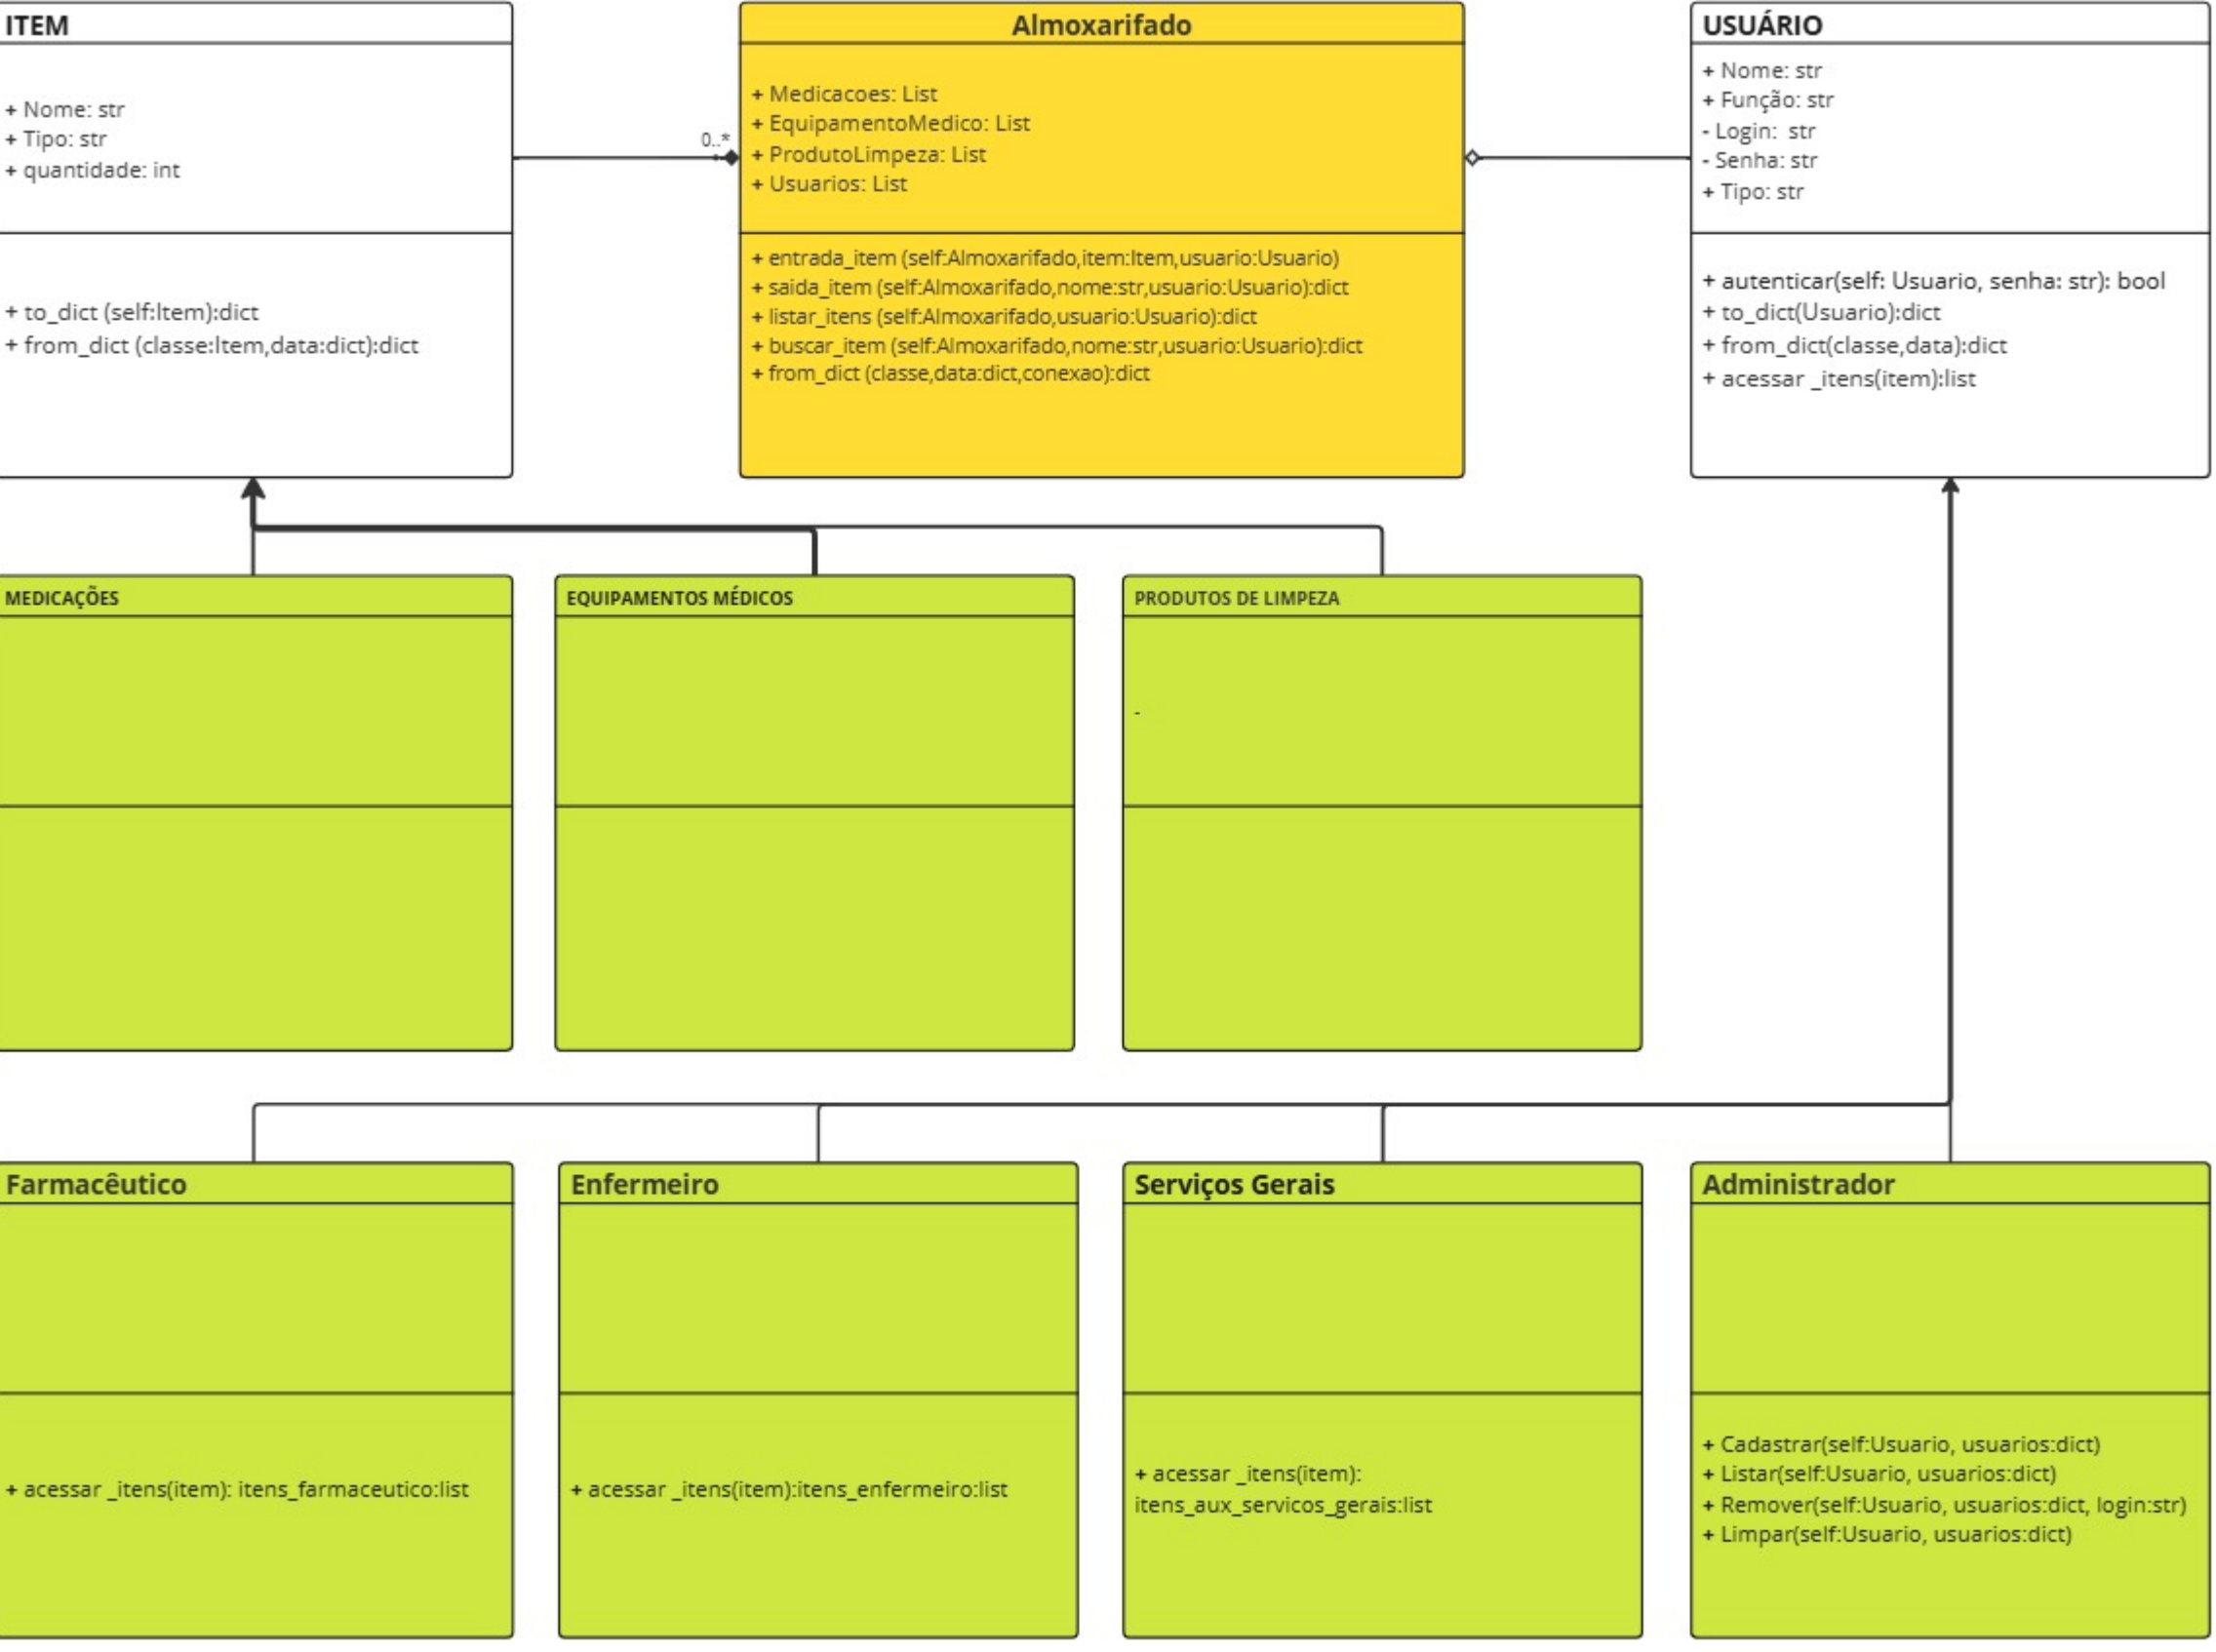 ITEM
+ Nome: str
+ Tipo: str
+ quantidade: int
+ to_dict (self:Item):dict
+ from_dict (classe:Item,data:dict):dict
0..*
Almoxarifado
+ Medicacoes: List
+ EquipamentoMedico: List
+ ProdutoLimpeza: List
+ Usuarios: List
+ entrada_item (self:Almoxarifado,item:Item,usuario:Usuario)
+ saida_item (self:Almoxarifado,nome:str,usuario:Usuario):dict
+ listar_itens (self:Almoxarifado,usuario:Usuario):dict
+ buscar_item (self:Almoxarifado,nome:str,usuario:Usuario):dict
+ from_dict (classe,data:dict,conexao):dict
USUÁRIO
+ Nome: str
+ Função: str
- Login:  str
- Senha: str
+ Tipo: str
+ autenticar(self: Usuario, senha: str): bool
+ to_dict(Usuario):dict
+ from_dict(classe,data):dict
+ acessar _itens(item):list
MEDICAÇÕES
EQUIPAMENTOS MÉDICOS
PRODUTOS DE LIMPEZA
-
Farmacêutico
+ acessar _itens(item): itens_farmaceutico:list
Enfermeiro
+ acessar _itens(item):itens_enfermeiro:list
Serviços Gerais
+ acessar _itens(item):
itens_aux_servicos_gerais:list
Administrador
+ Cadastrar(self:Usuario, usuarios:dict)
+ Listar(self:Usuario, usuarios:dict)
+ Remover(self:Usuario, usuarios:dict, login:str)
+ Limpar(self:Usuario, usuarios:dict)